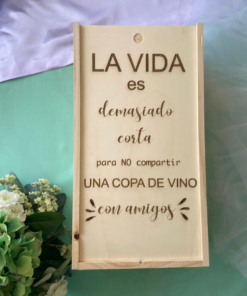 LA VIDA
es
demasiado
corta
para NO compartir
UNA COPA DE VINO
con amigos